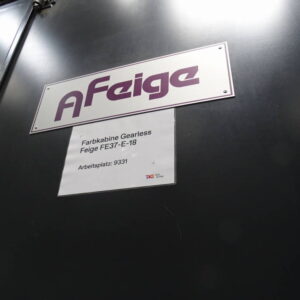 AFeige
Farbkabine Gearless
Feige FE37-E-18
Arbeitsplatz: 9331